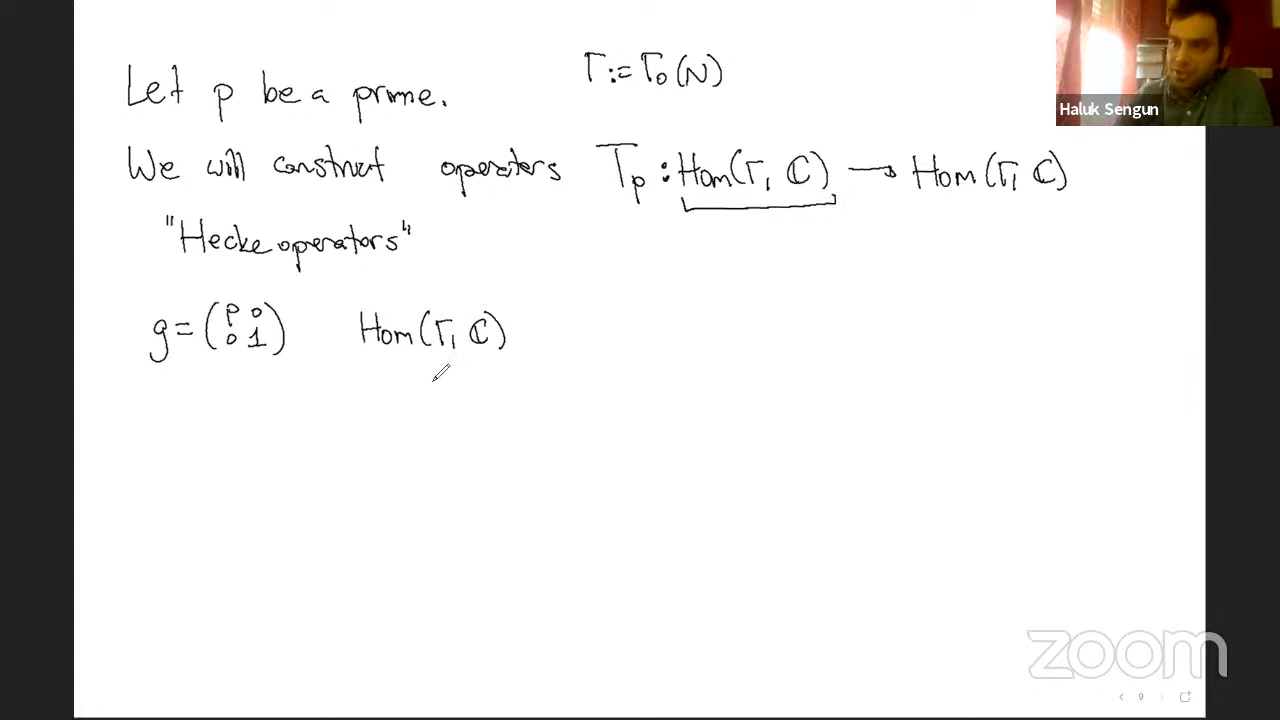 Let p be a prime. Γ := Γ₀(N)
We will construct operators T_p : Hom(Γ, ℂ) → Hom(Γ, ℂ)
"Hecke operators"
g = (p 0
0 1) Hom(Γ, ℂ)
Haluk Sengun
zoom
9